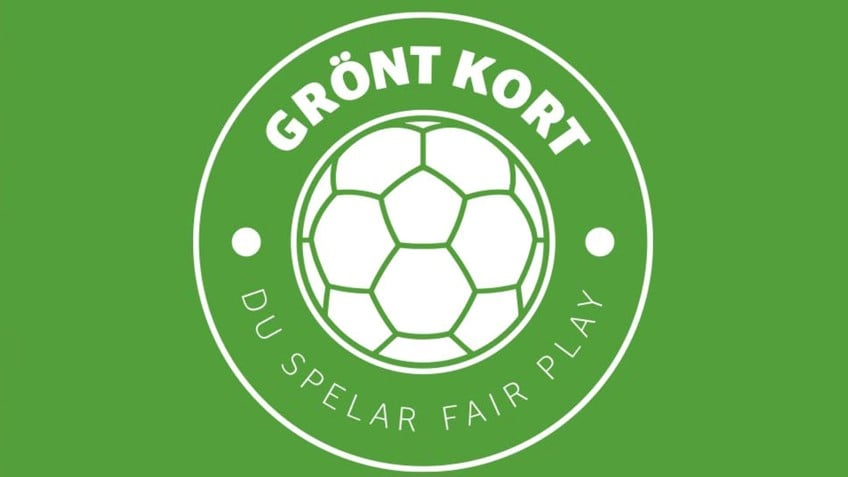 GRÖNT KORT
DU SPELAR FAIR PLAY